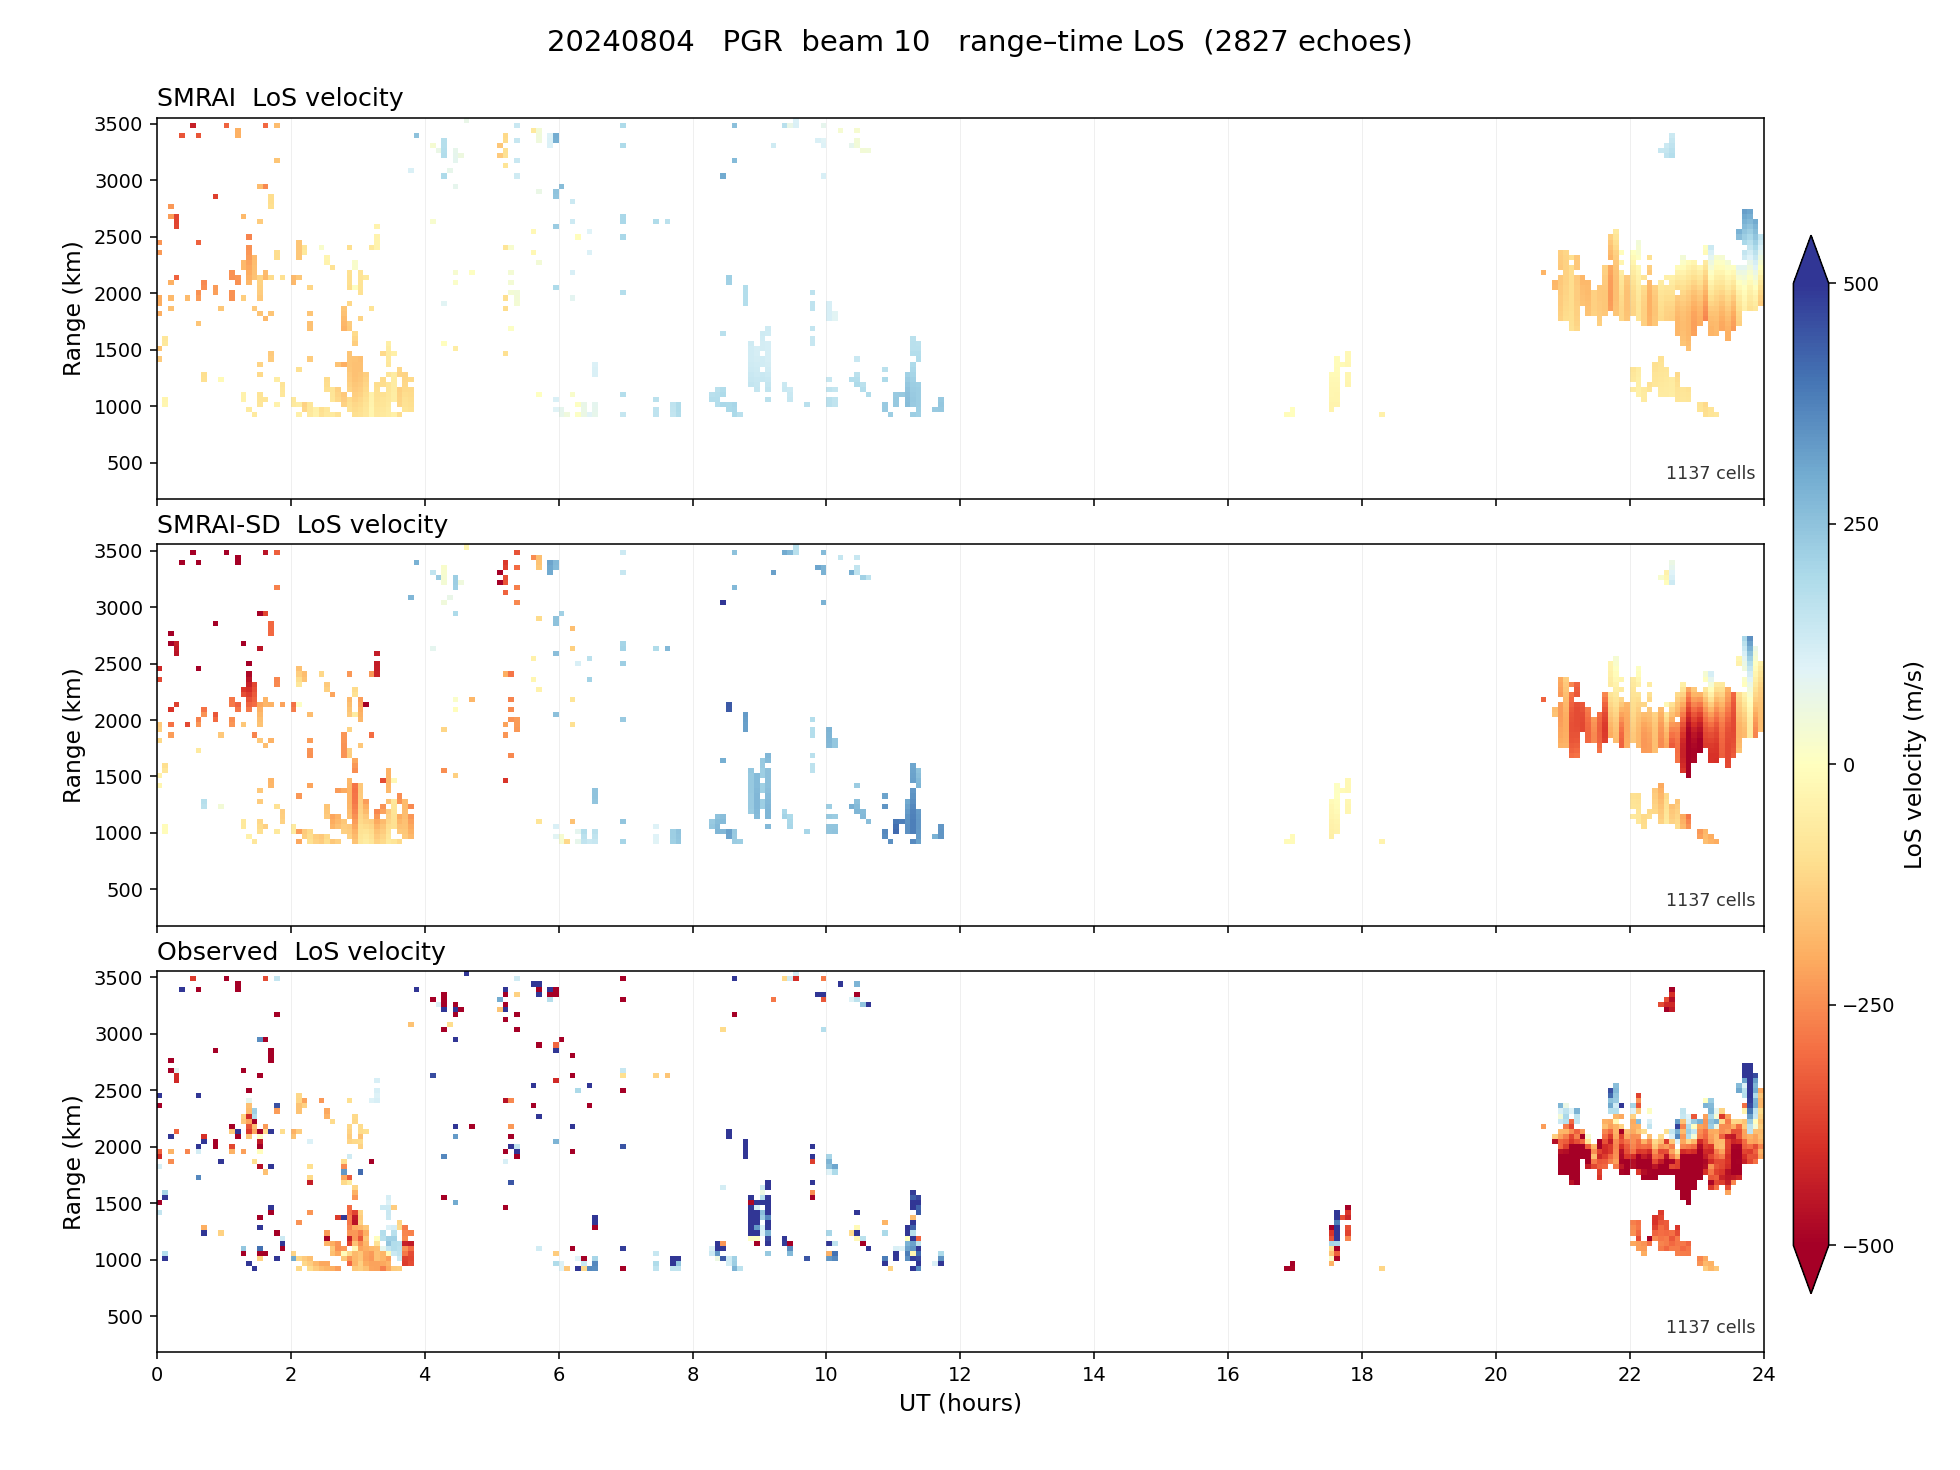 20240804   PGR  beam 10   range–time LoS  (2827 echoes)
SMRAI  LoS velocity
3500
3000
2500
2000
1500
1000
500
Range (km)
1137 cells
SMRAI-SD  LoS velocity
3500
3000
2500
2000
1500
1000
500
Range (km)
1137 cells
Observed  LoS velocity
3500
3000
2500
2000
1500
1000
500
Range (km)
1137 cells
0 2 4 6 8 10 12 14 16 18 20 22 24
UT (hours)
500
250
0
−250
−500
LoS velocity (m/s)